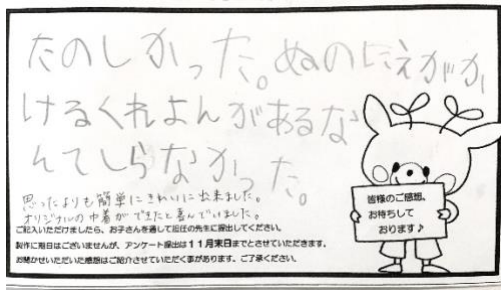 たのしかった。ぬのにえがか
けるくれよんがあるな
んてしらなかった。
思ったよりも簡単にきれいに出来ました。
オリジナルの巾着ができたと喜んでいました。
ご記入いただけましたら、お子さんを通して担任の先生に提出してください。
製作に期日はございませんが、アンケート提出は11月末日までとさせていただきます。
お聞かせいただいた感想はご紹介させていただく事があります。ご了承ください。
皆様のご感想、
お待ちして
おります♪